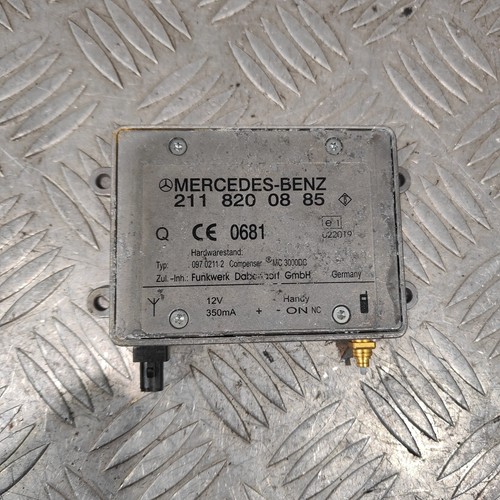 MERCEDES-BENZ
211 820 08 85
Q CE 0681 e1
022019
Hardwarestand:
Typ: 097 0211-2 Compenser ® MC 3000DC
Zul.-Inh.: Funkwerk Dabendorf GmbH Germany
12V Handy
350mA + - ON NC